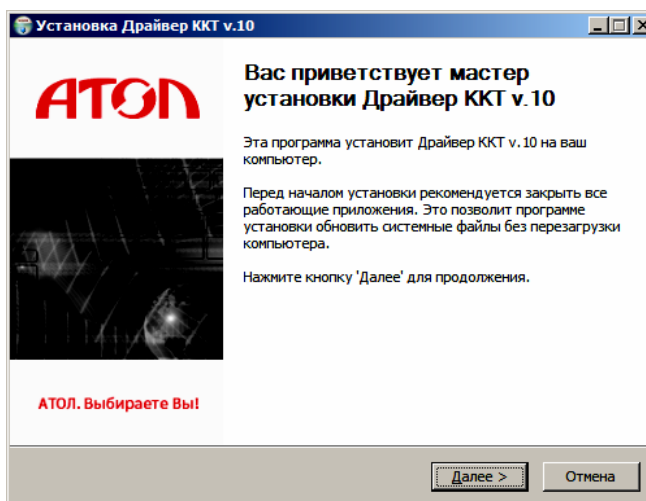 Установка Драйвер ККТ v.10
АТОЛ
Вас приветствует мастер
установки Драйвер ККТ v.10
Эта программа установит Драйвер ККТ v.10 на ваш
компьютер.
Перед началом установки рекомендуется закрыть все
работающие приложения. Это позволит программе
установки обновить системные файлы без перезагрузки
компьютера.
Нажмите кнопку 'Далее' для продолжения.
АТОЛ. Выбираете Вы!
Далее >
Отмена